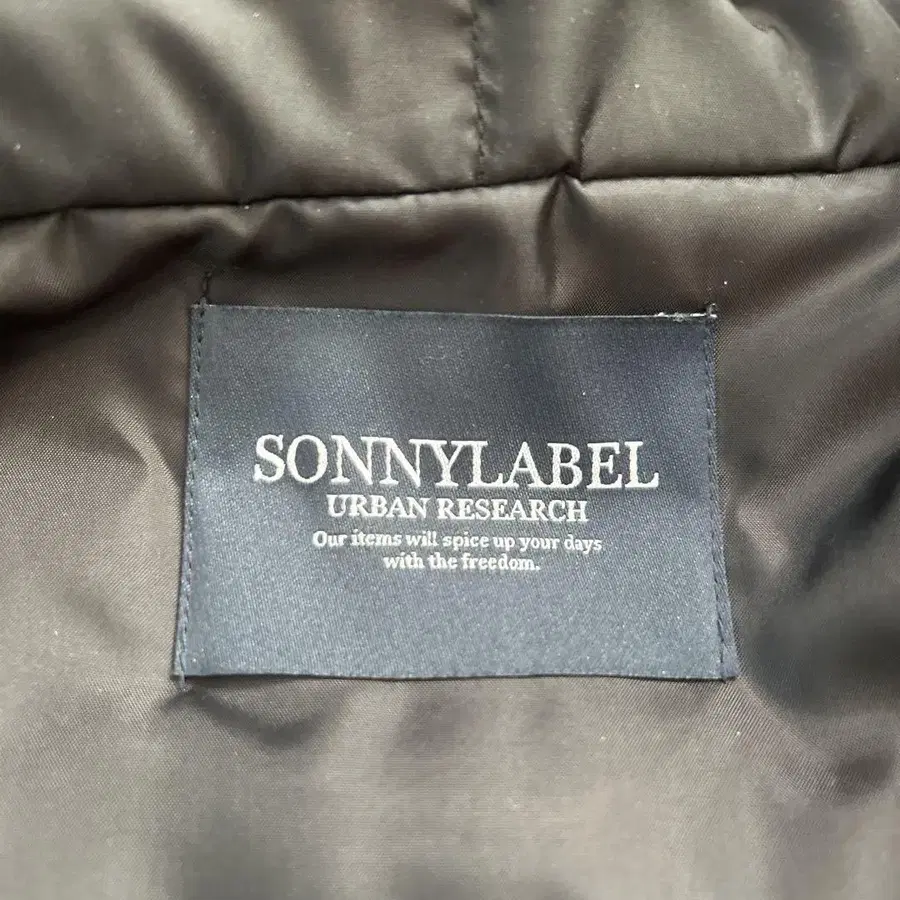 SONNYLABEL
URBAN RESEARCH
Our items will spice up your days
with the freedom.